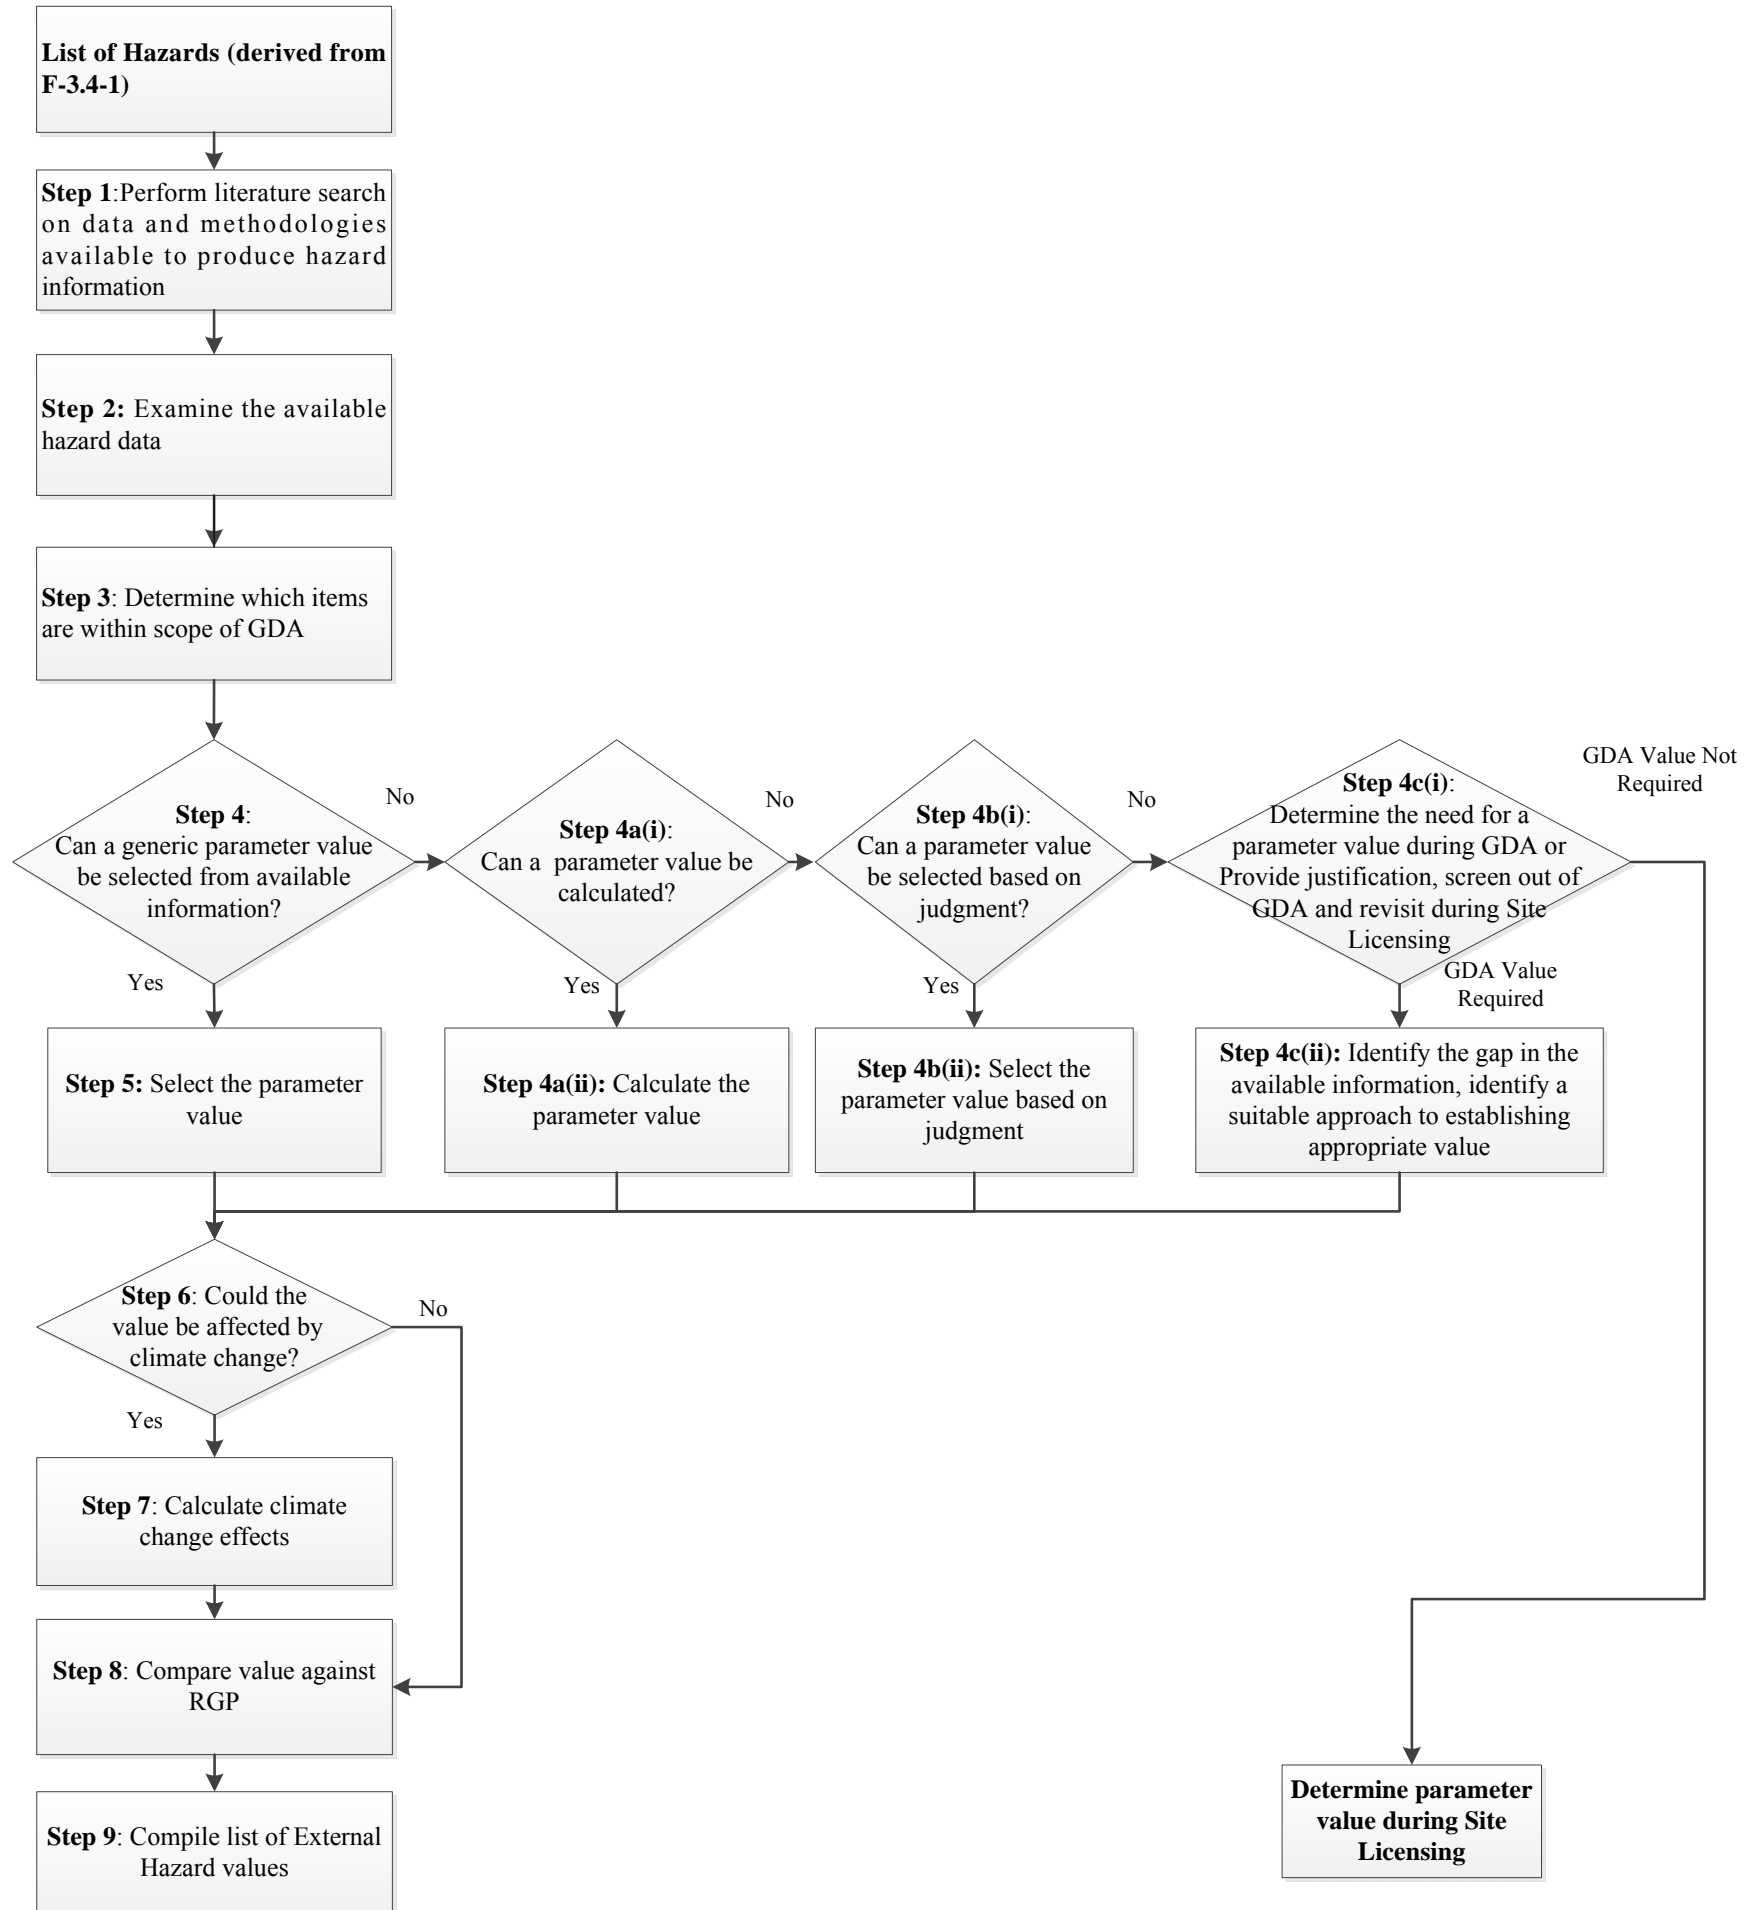 List of Hazards (derived from
F-3.4-1)
Step 1:Perform literature search
on data and methodologies
available to produce hazard
information
Step 2: Examine the available
hazard data
Step 3: Determine which items
are within scope of GDA
Step 4:
Can a generic parameter value
be selected from available
information?
No
Yes
Step 4a(i):
Can a parameter value be
calculated?
No
Yes
Step 4b(i):
Can a parameter value
be selected based on
judgment?
No
Yes
Step 4c(i):
Determine the need for a
parameter value during GDA or
Provide justification, screen out of
GDA and revisit during Site
Licensing
GDA Value Not
Required
GDA Value
Required
Step 5: Select the parameter
value
Step 4a(ii): Calculate the
parameter value
Step 4b(ii): Select the
parameter value based on
judgment
Step 4c(ii): Identify the gap in the
available information, identify a
suitable approach to establishing
appropriate value
Step 6: Could the
value be affected by
climate change?
No
Yes
Step 7: Calculate climate
change effects
Step 8: Compare value against
RGP
Step 9: Compile list of External
Hazard values
Determine parameter
value during Site
Licensing